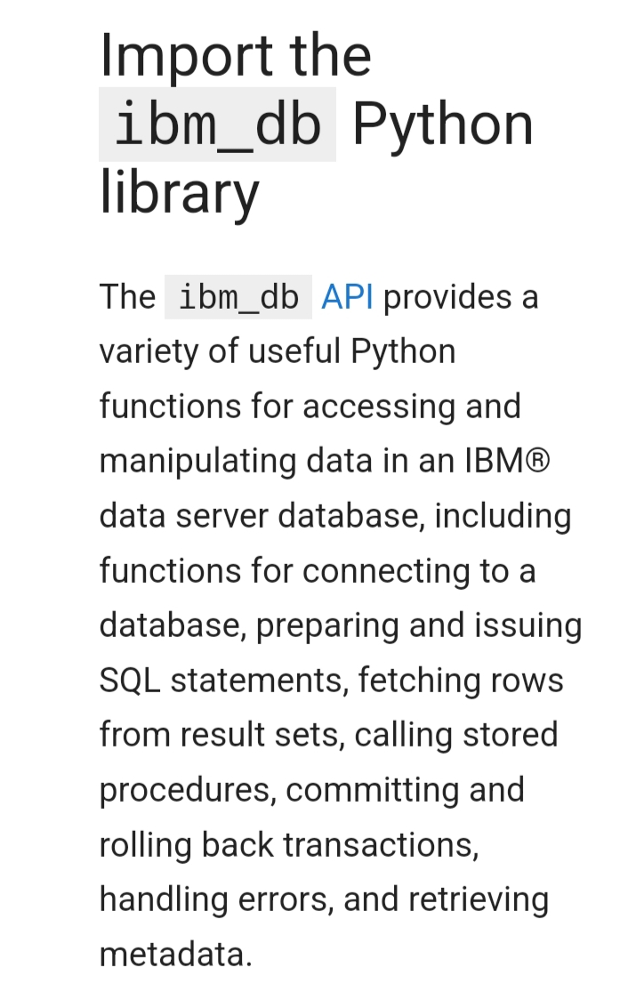 Import the
ibm_db Python
library
The ibm_db API provides a
variety of useful Python
functions for accessing and
manipulating data in an IBM®
data server database, including
functions for connecting to a
database, preparing and issuing
SQL statements, fetching rows
from result sets, calling stored
procedures, committing and
rolling back transactions,
handling errors, and retrieving
metadata.